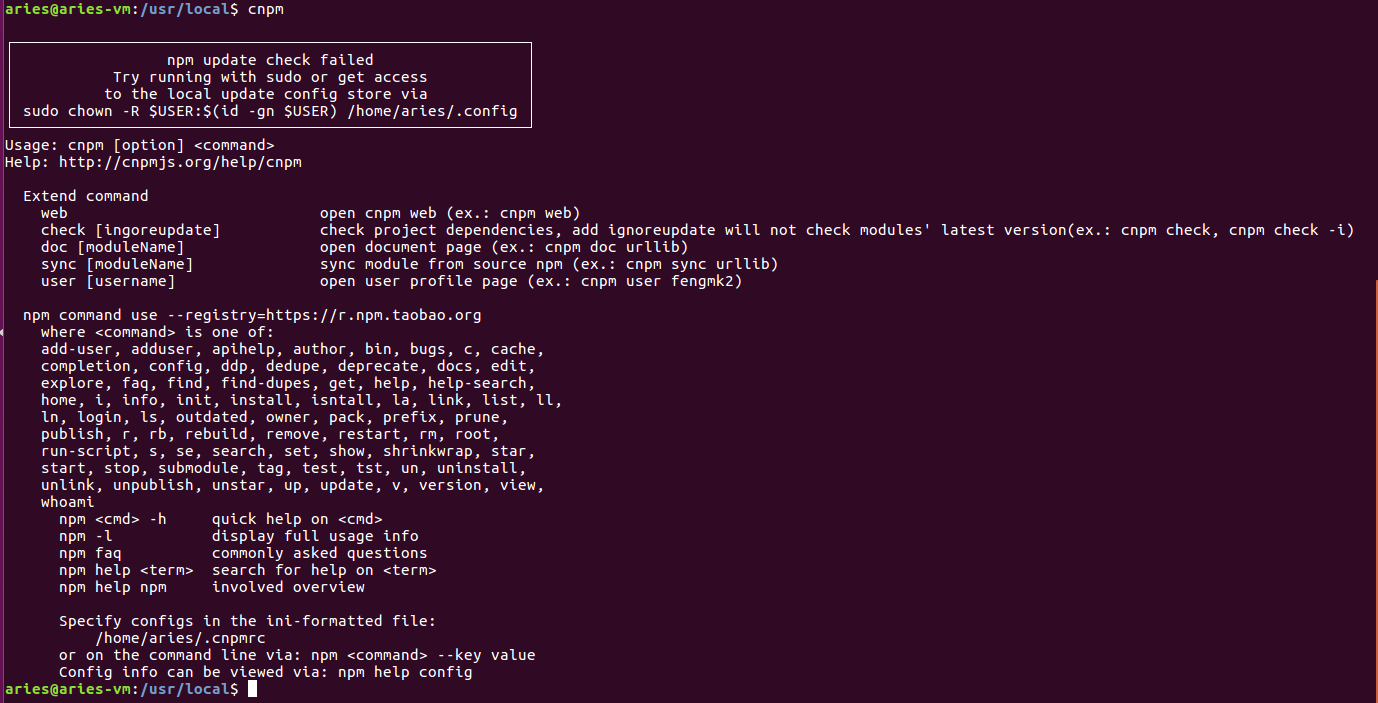 aries@aries-vm:/usr/local$ cnpm
npm update check failed
Try running with sudo or get access
to the local update config store via
sudo chown -R $USER:$(id -gn $USER) /home/aries/.config
Usage: cnpm [option] <command>
Help: http://cnpmjs.org/help/cnpm
Extend command
web                            open cnpm web (ex.: cnpm web)
check [ingoreupdate]           check project dependencies, add ignoreupdate will not check modules' latest version(ex.: cnpm check, cnpm check -i)
doc [moduleName]               open document page (ex.: cnpm doc urllib)
sync [moduleName]              sync module from source npm (ex.: cnpm sync urllib)
user [username]                open user profile page (ex.: cnpm user fengmk2)
npm command use --registry=https://r.npm.taobao.org
where <command> is one of:
add-user, adduser, apihelp, author, bin, bugs, c, cache,
completion, config, ddp, dedupe, deprecate, docs, edit,
explore, faq, find, find-dupes, get, help, help-search,
home, i, info, init, install, isntall, la, link, list, ll,
ln, login, ls, outdated, owner, pack, prefix, prune,
publish, r, rb, rebuild, remove, restart, rm, root,
run-script, s, se, search, set, show, shrinkwrap, star,
start, stop, submodule, tag, test, tst, un, uninstall,
unlink, unpublish, unstar, up, update, v, version, view,
whoami
npm <cmd> -h     quick help on <cmd>
npm -l           display full usage info
npm faq          commonly asked questions
npm help <term>  search for help on <term>
npm help npm     involved overview
Specify configs in the ini-formatted file:
/home/aries/.cnpmrc
or on the command line via: npm <command> --key value
Config info can be viewed via: npm help config
aries@aries-vm:/usr/local$